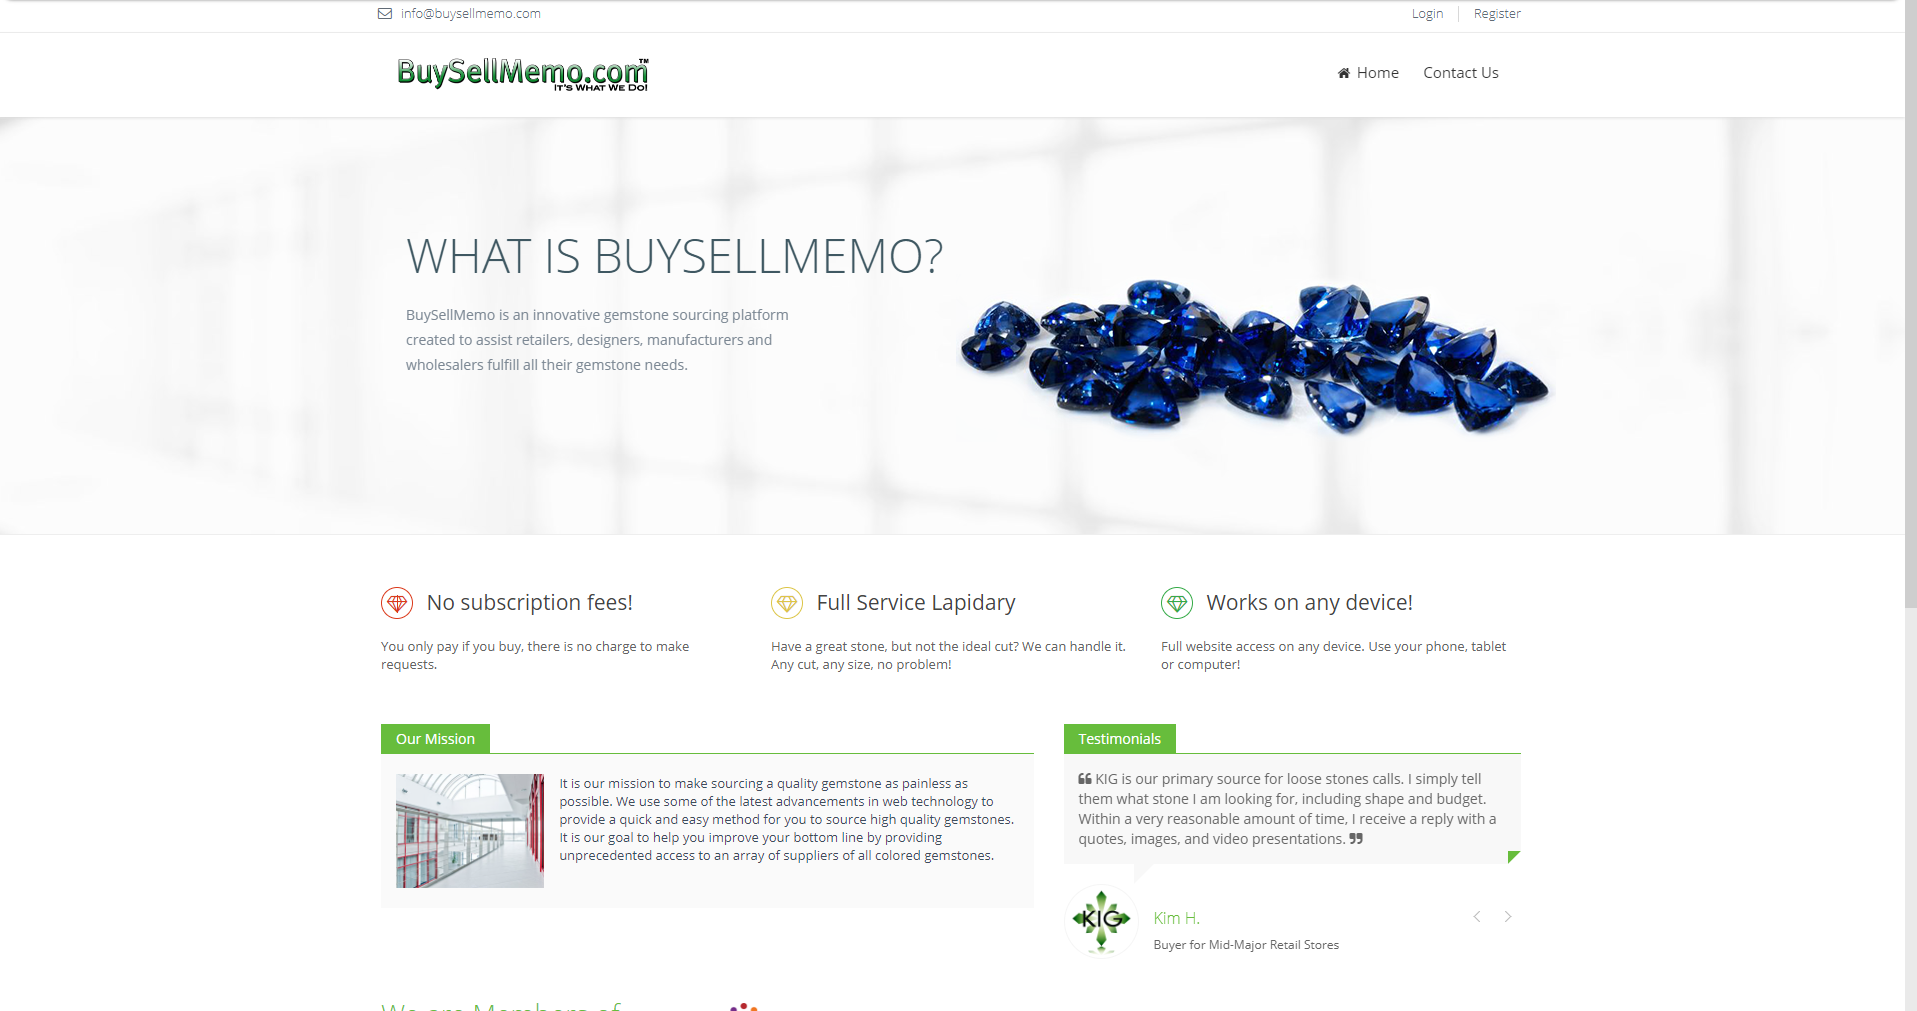 info@buysellmemo.com
Login
Register
BuySellMemo.com™
IT'S WHAT WE DO!
Home
Contact Us
WHAT IS BUYSELLMEMO?
BuySellMemo is an innovative gemstone sourcing platform
created to assist retailers, designers, manufacturers and
wholesalers fulfill all their gemstone needs.
No subscription fees!
You only pay if you buy, there is no charge to make
requests.
Full Service Lapidary
Have a great stone, but not the ideal cut? We can handle it.
Any cut, any size, no problem!
Works on any device!
Full website access on any device. Use your phone, tablet
or computer!
Our Mission
It is our mission to make sourcing a quality gemstone as painless as
possible. We use some of the latest advancements in web technology to
provide a quick and easy method for you to source high quality gemstones.
It is our goal to help you improve your bottom line by providing
unprecedented access to an array of suppliers of all colored gemstones.
Testimonials
“ KIG is our primary source for loose stones calls. I simply tell
them what stone I am looking for, including shape and budget.
Within a very reasonable amount of time, I receive a reply with a
quotes, images, and video presentations. ”
KIG
Kim H.
Buyer for Mid-Major Retail Stores
We are Members of